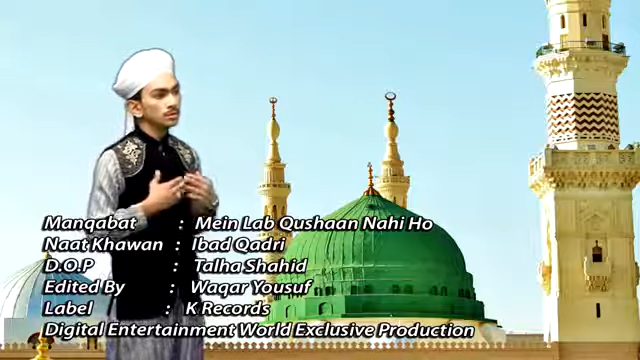 Manqabat : Mein Lab Qushaan Nahi Ho
Naat Khawan : Ibad Qadri
D.O.P : Talha Shahid
Edited By : Waqar Yousuf
Label : K Records
Digital Entertainment World Exclusive Production